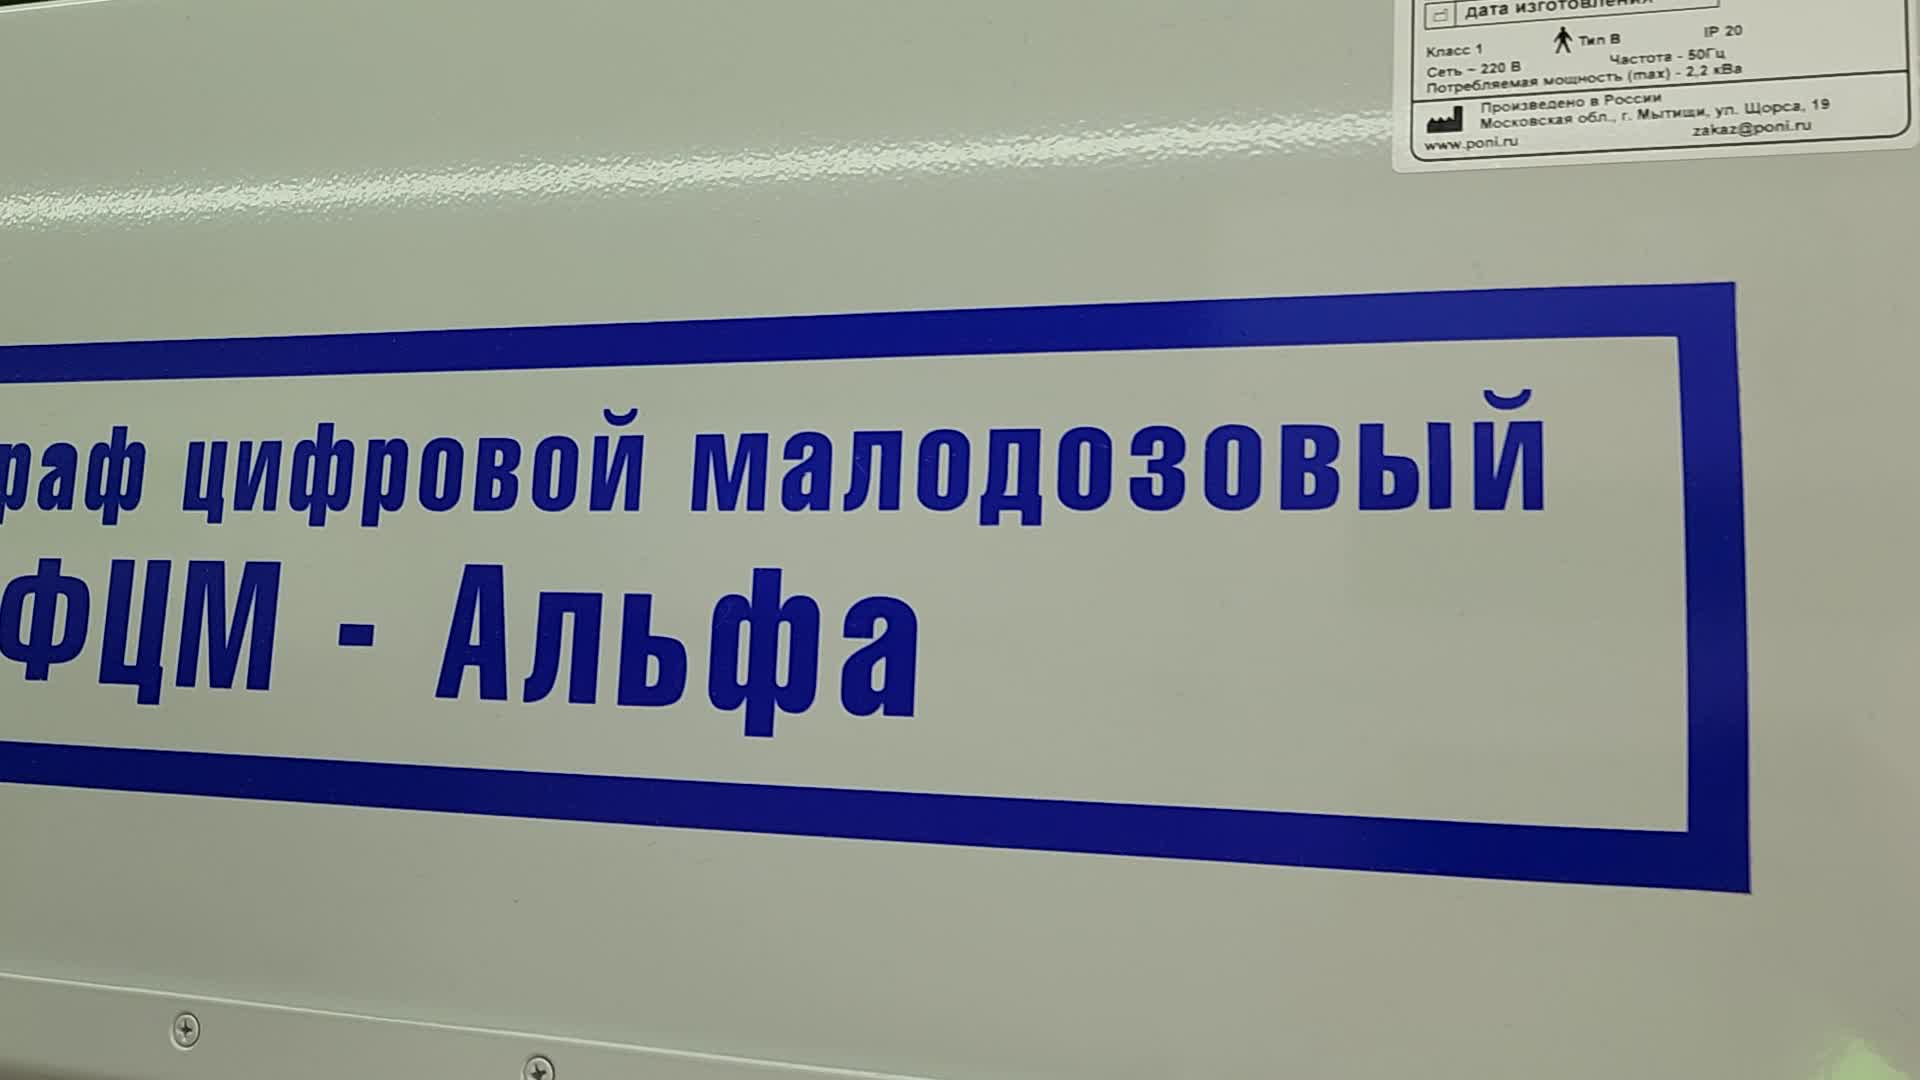 дата изготовления
Класс 1 Тип В IP 20
Сеть ~ 220 В Частота - 50Гц
Потребляемая мощность (max) - 2,2 кВа
Произведено в России
Московская обл., г. Мытищи, ул. Щорса, 19
www.poni.ru zakaz@poni.ru
раф цифровой малодозовый
ФЦМ - Альфа